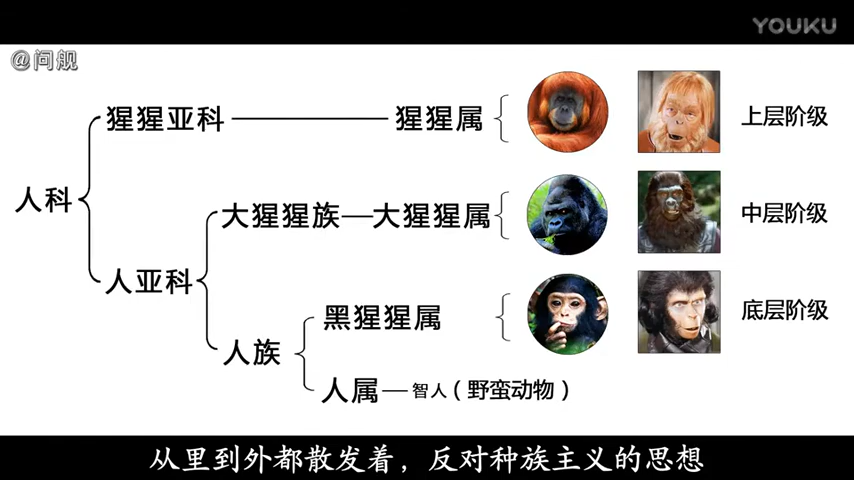 YOUKU
@问舰
猩猩亚科 猩猩属 上层阶级
人科
大猩猩族 大猩猩属 中层阶级
人亚科
黑猩猩属 底层阶级
人族
人属 智人（野蛮动物）
从里到外都散发着，反对种族主义的思想